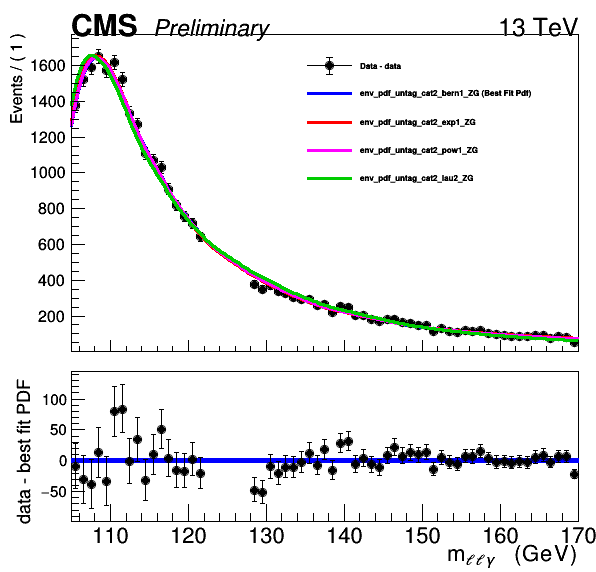 CMS Preliminary 13 TeV
Events / ( 1 )
1600
1400
1200
1000
800
600
400
200
Data - data
env_pdf_untag_cat2_bern1_ZG (Best Fit Pdf)
env_pdf_untag_cat2_exp1_ZG
env_pdf_untag_cat2_pow1_ZG
env_pdf_untag_cat2_lau2_ZG
data - best fit PDF
100
50
0
−50
110 120 130 140 150 160 170
m_ℓℓγ (GeV)